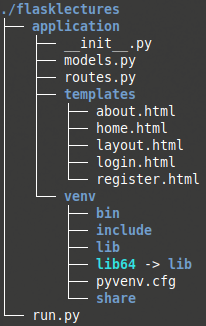 ./flasklectures
├── application
│   ├── __init__.py
│   ├── models.py
│   ├── routes.py
│   ├── templates
│   │   ├── about.html
│   │   ├── home.html
│   │   ├── layout.html
│   │   ├── login.html
│   │   └── register.html
│   └── venv
│       ├── bin
│       ├── include
│       ├── lib
│       ├── lib64 -> lib
│       ├── pyvenv.cfg
│       └── share
└── run.py